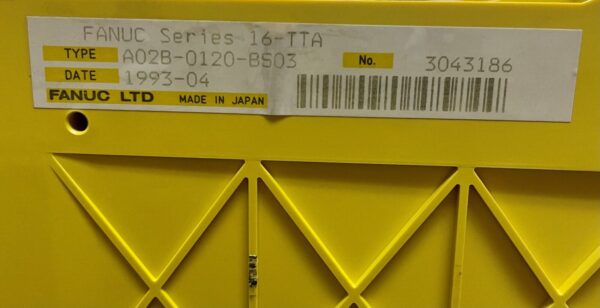 FANUC Series 16-TTA
TYPE A02B-0120-B503 No. 3043186
DATE 1993-04
FANUC LTD MADE IN JAPAN